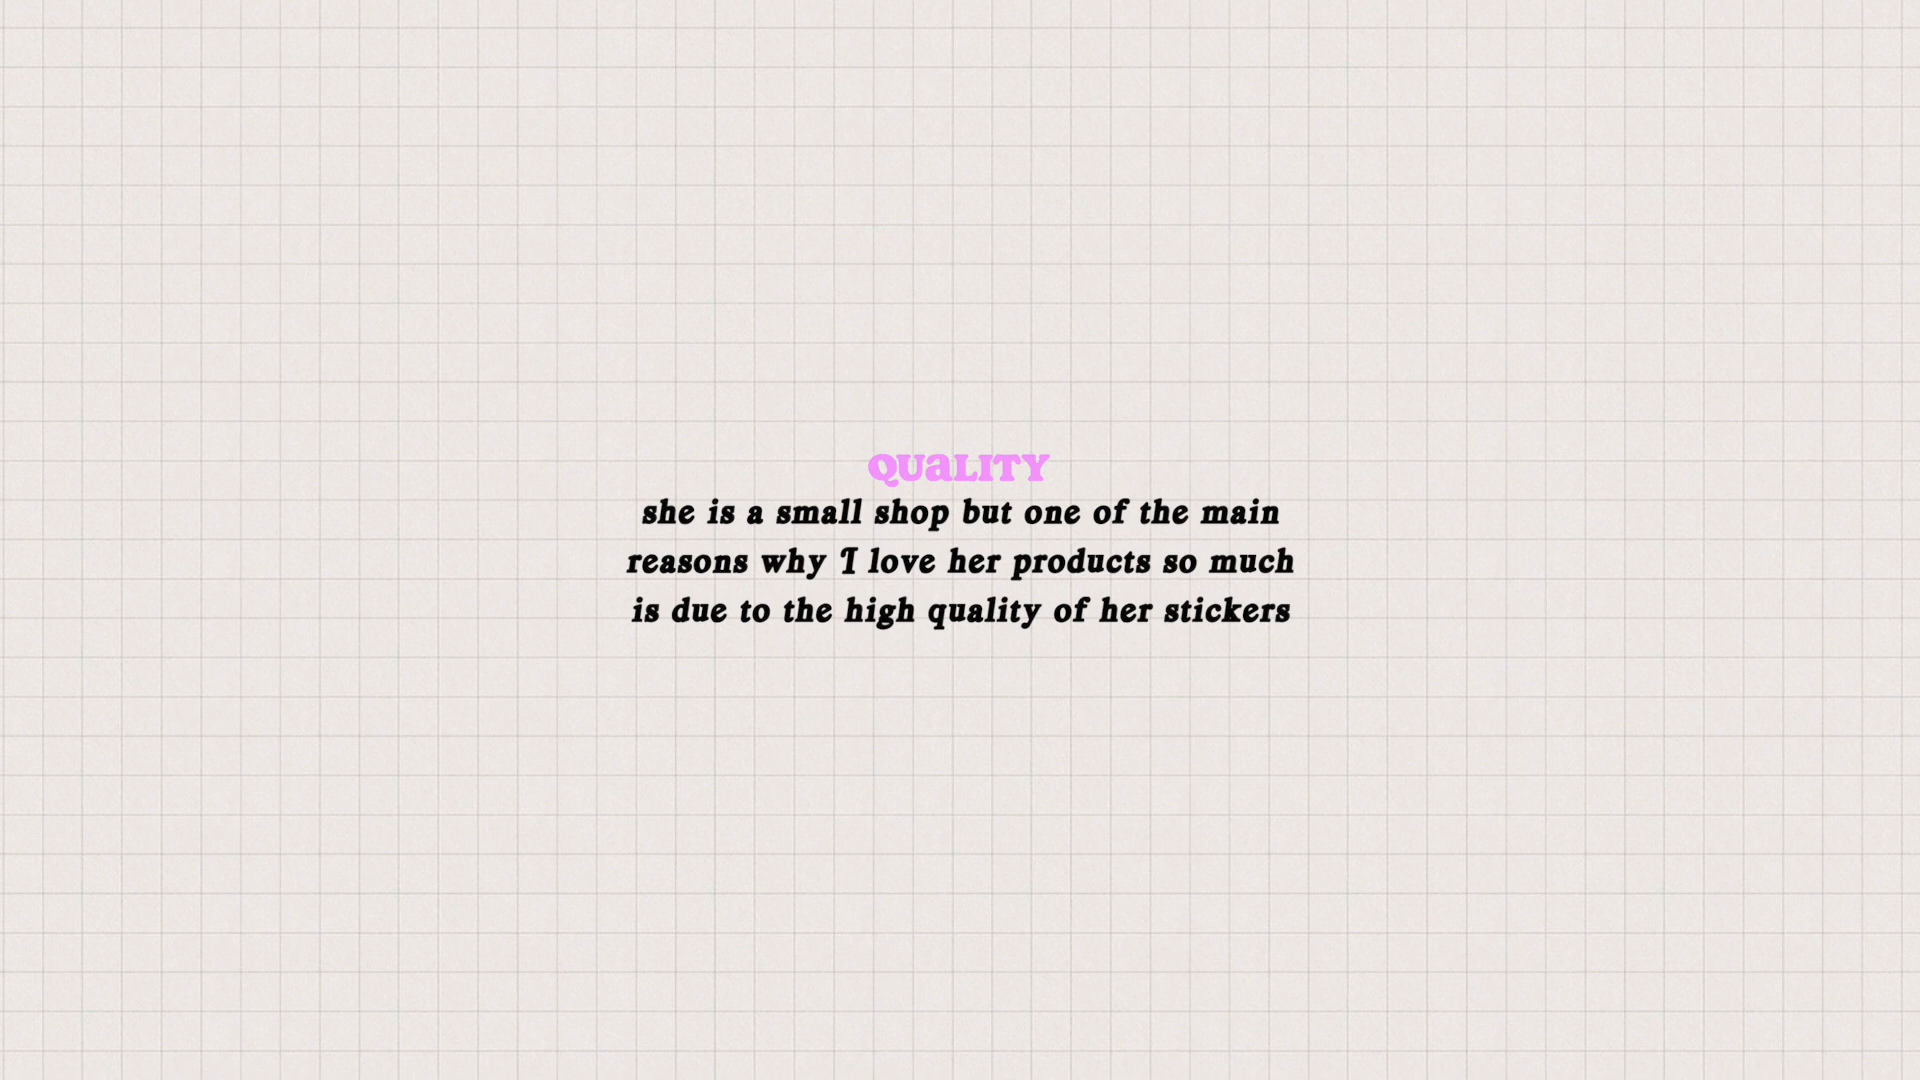 QUaLITY
she is a small shop but one of the main
reasons why I love her products so much
is due to the high quality of her stickers